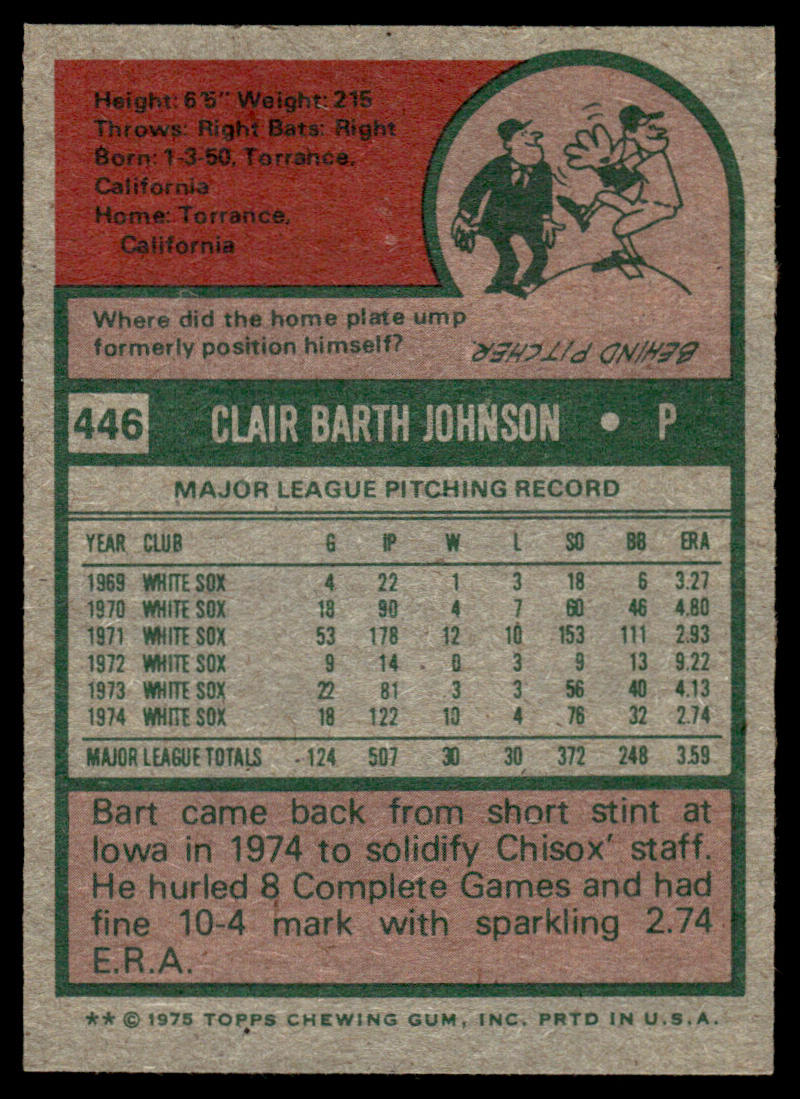 Height: 6'5" Weight: 215
Throws: Right Bats: Right
Born: 1-3-50, Torrance,
California
Home: Torrance,
California
Where did the home plate ump
formerly position himself?
BEHIND PITCHER.
446 CLAIR BARTH JOHNSON • P
MAJOR LEAGUE PITCHING RECORD
YEAR CLUB G IP W L SO BB ERA
1969 WHITE SOX 4 22 1 3 18 6 3.27
1970 WHITE SOX 18 90 4 7 60 46 4.80
1971 WHITE SOX 53 178 12 10 153 111 2.93
1972 WHITE SOX 9 14 0 3 9 13 9.22
1973 WHITE SOX 22 81 3 3 56 40 4.13
1974 WHITE SOX 18 122 10 4 76 32 2.74
MAJOR LEAGUE TOTALS 124 507 30 30 372 248 3.59
Bart came back from short stint at
Iowa in 1974 to solidify Chisox' staff.
He hurled 8 Complete Games and had
fine 10-4 mark with sparkling 2.74
E.R.A.
** © 1975 TOPPS CHEWING GUM, INC. PRTD IN U.S.A.